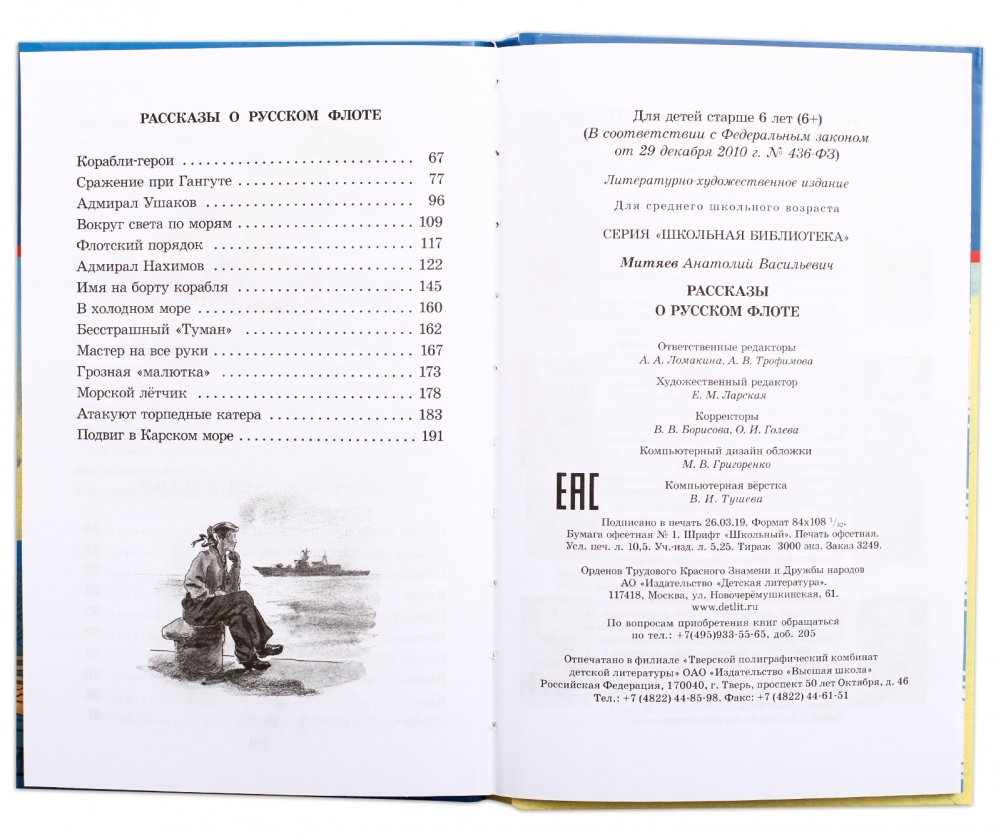 РАССКАЗЫ О РУССКОМ ФЛОТЕ
Корабли-герои 67
Сражение при Гангуте 77
Адмирал Ушаков 96
Вокруг света по морям 109
Флотский порядок 117
Адмирал Нахимов 122
Имя на борту корабля 145
В холодном море 160
Бесстрашный «Туман» 162
Мастер на все руки 167
Грозная «малютка» 173
Морской лётчик 178
Атакуют торпедные катера 183
Подвиг в Карском море 191
Для детей старше 6 лет (6+)
(В соответствии с Федеральным законом
от 29 декабря 2010 г. № 436-ФЗ)
Литературно-художественное издание
Для среднего школьного возраста
СЕРИЯ «ШКОЛЬНАЯ БИБЛИОТЕКА»
Митяев Анатолий Васильевич
РАССКАЗЫ
О РУССКОМ ФЛОТЕ
Ответственные редакторы
А. А. Ломакина, А. В. Трофимова
Художественный редактор
Е. М. Ларская
Корректоры
В. В. Борисова, О. И. Голева
Компьютерный дизайн обложки
М. В. Григоренко
Компьютерная вёрстка
В. И. Тушева
EAC
Подписано в печать 26.03.19. Формат 84х108 1/32.
Бумага офсетная № 1. Шрифт «Школьный». Печать офсетная.
Усл. печ. л. 10,5. Уч.-изд. л. 5,25. Тираж 3000 экз. Заказ 3249.
Орденов Трудового Красного Знамени и Дружбы народов
АО «Издательство «Детская литература».
117418, Москва, ул. Новочерёмушкинская, 61.
www.detlit.ru
По вопросам приобретения книг обращаться
по тел.: +7(495)933-55-65, доб. 205
Отпечатано в филиале «Тверской полиграфический комбинат
детской литературы» ОАО «Издательство «Высшая школа»
Российская Федерация, 170040, г. Тверь, проспект 50 лет Октября, д. 46
Тел.: +7 (4822) 44-85-98. Факс: +7 (4822) 44-61-51